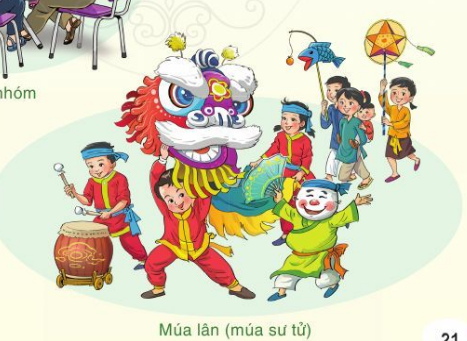 nhóm
Múa lân (múa sư tử)
21